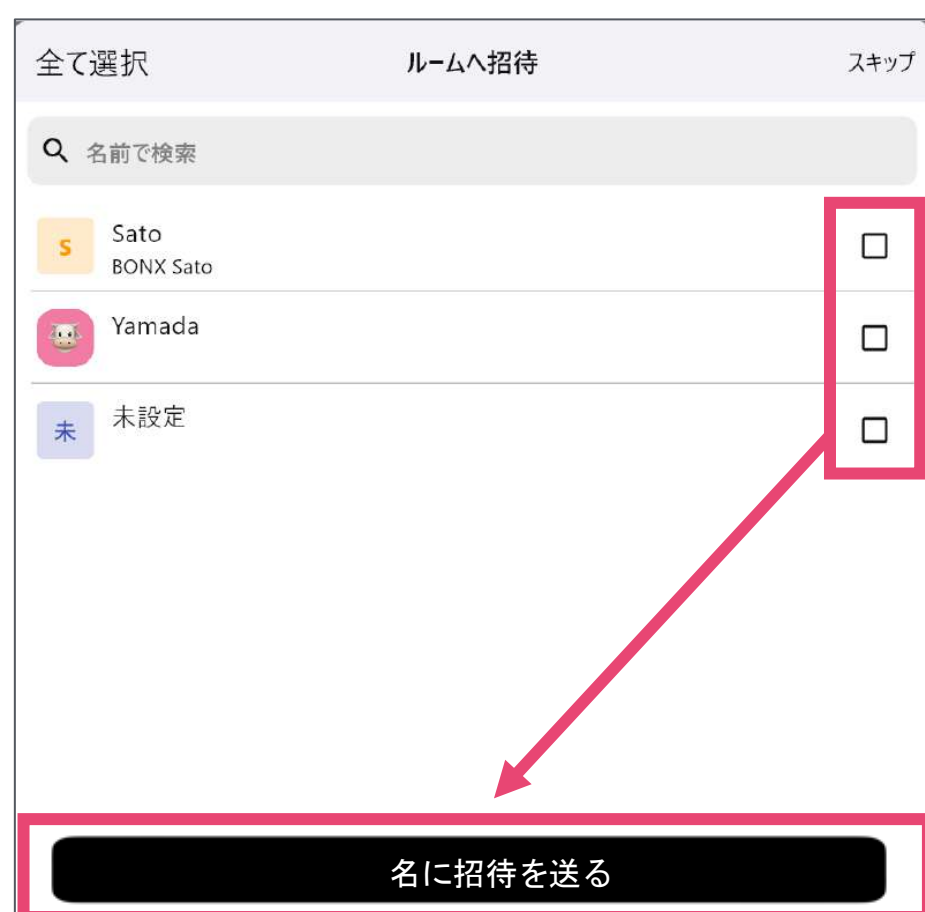 全て選択 ルームへ招待 スキップ
名前で検索
S Sato
BONX Sato
Yamada
未 未設定
名に招待を送る